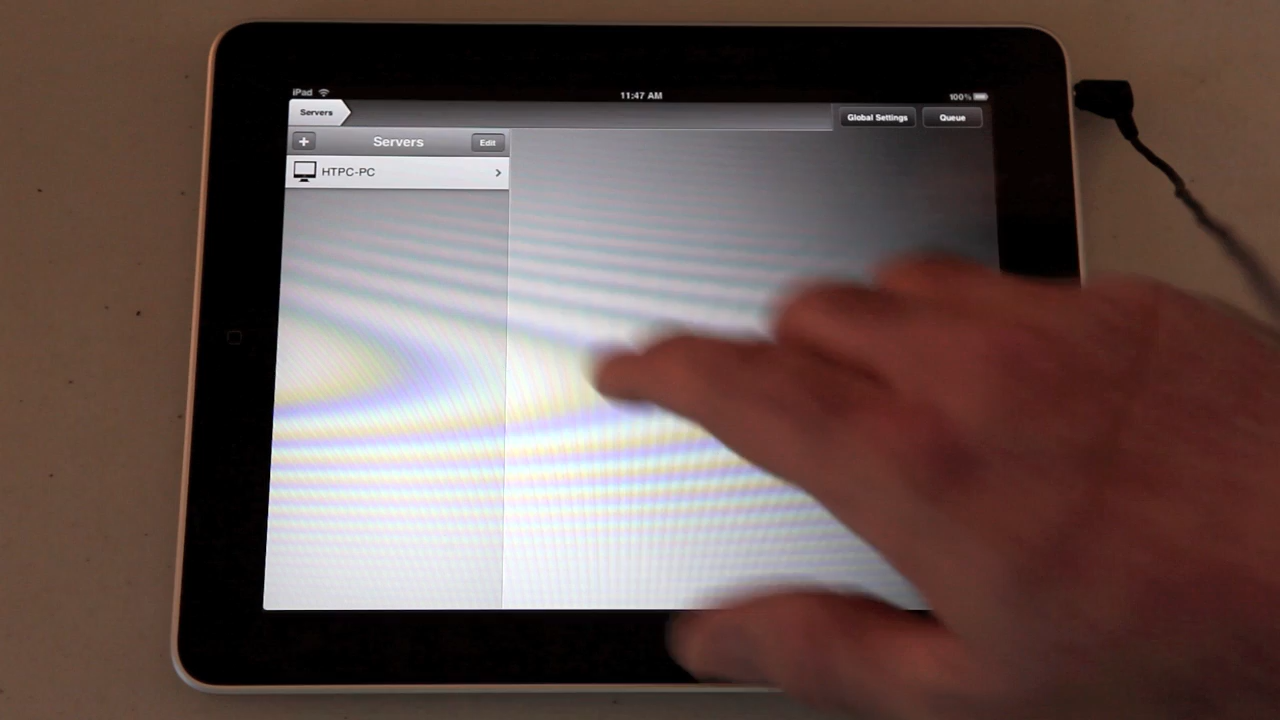 iPad 11:47 AM 100%
Servers Global Settings Queue
+ Servers Edit
HTPC-PC